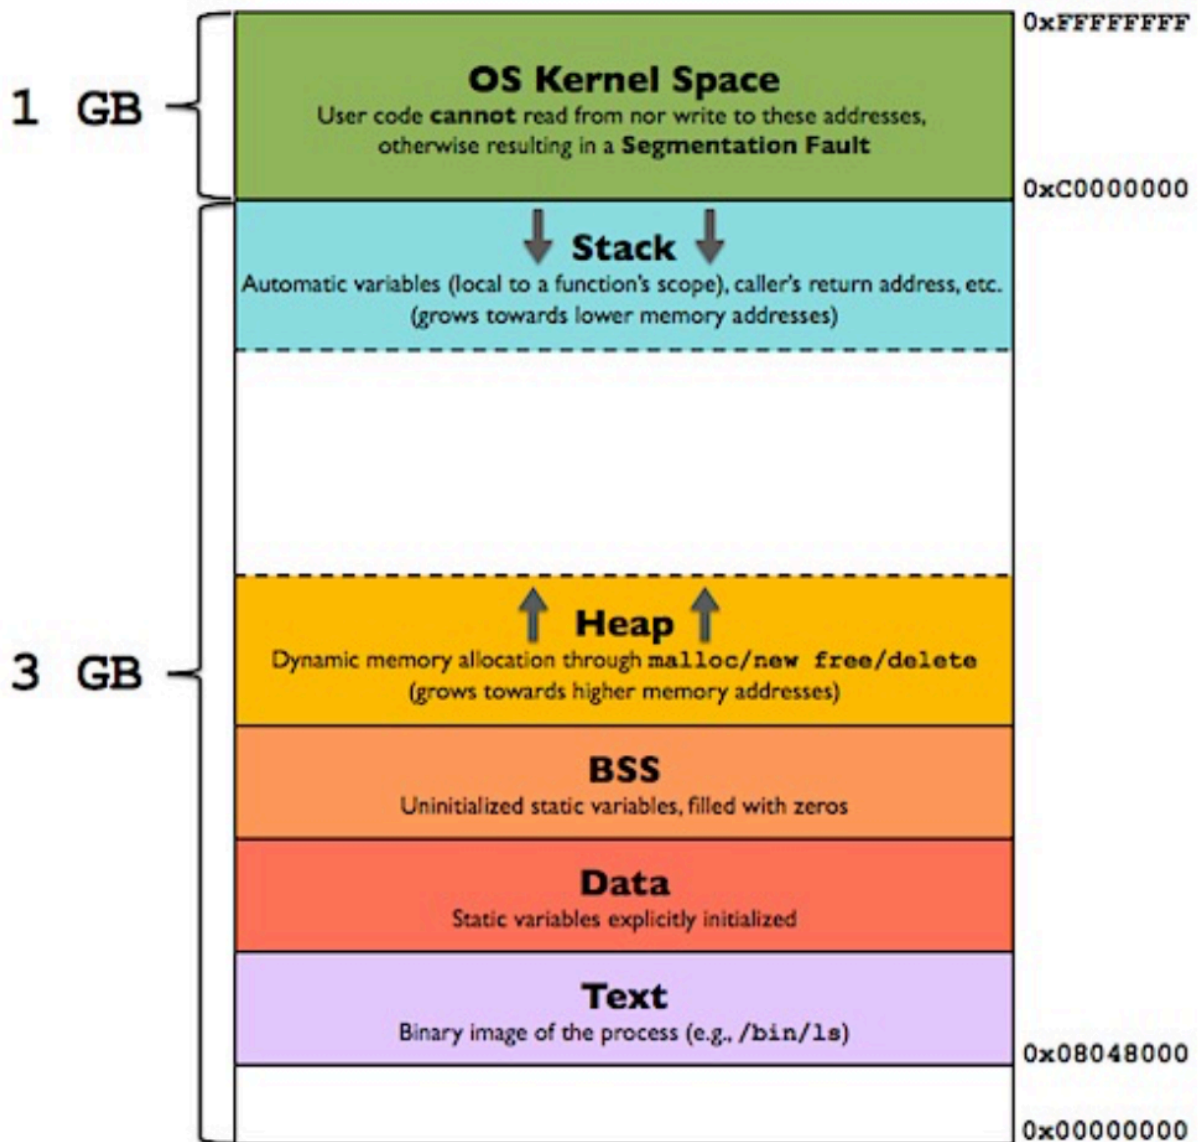 0xFFFFFFFF
1 GB
OS Kernel Space
User code cannot read from nor write to these addresses,
otherwise resulting in a Segmentation Fault
0xC0000000
Stack
Automatic variables (local to a function's scope), caller's return address, etc.
(grows towards lower memory addresses)
3 GB
Heap
Dynamic memory allocation through malloc/new free/delete
(grows towards higher memory addresses)
BSS
Uninitialized static variables, filled with zeros
Data
Static variables explicitly initialized
Text
Binary image of the process (e.g., /bin/ls)
0x08048000
0x00000000